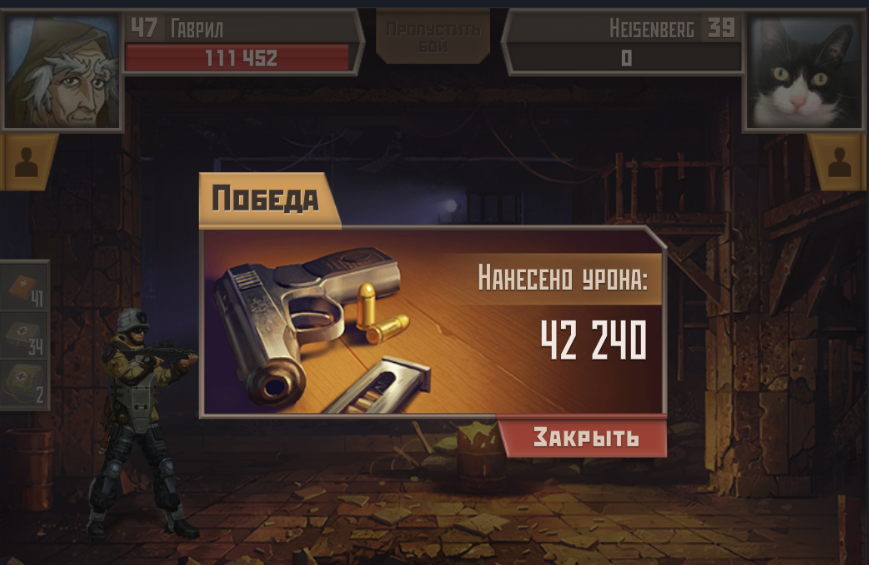 47 Гаврил
111 452
Пропустить
бой
Heisenberg 39
0
Победа
Нанесено урона:
42 240
41
34
2
Закрыть